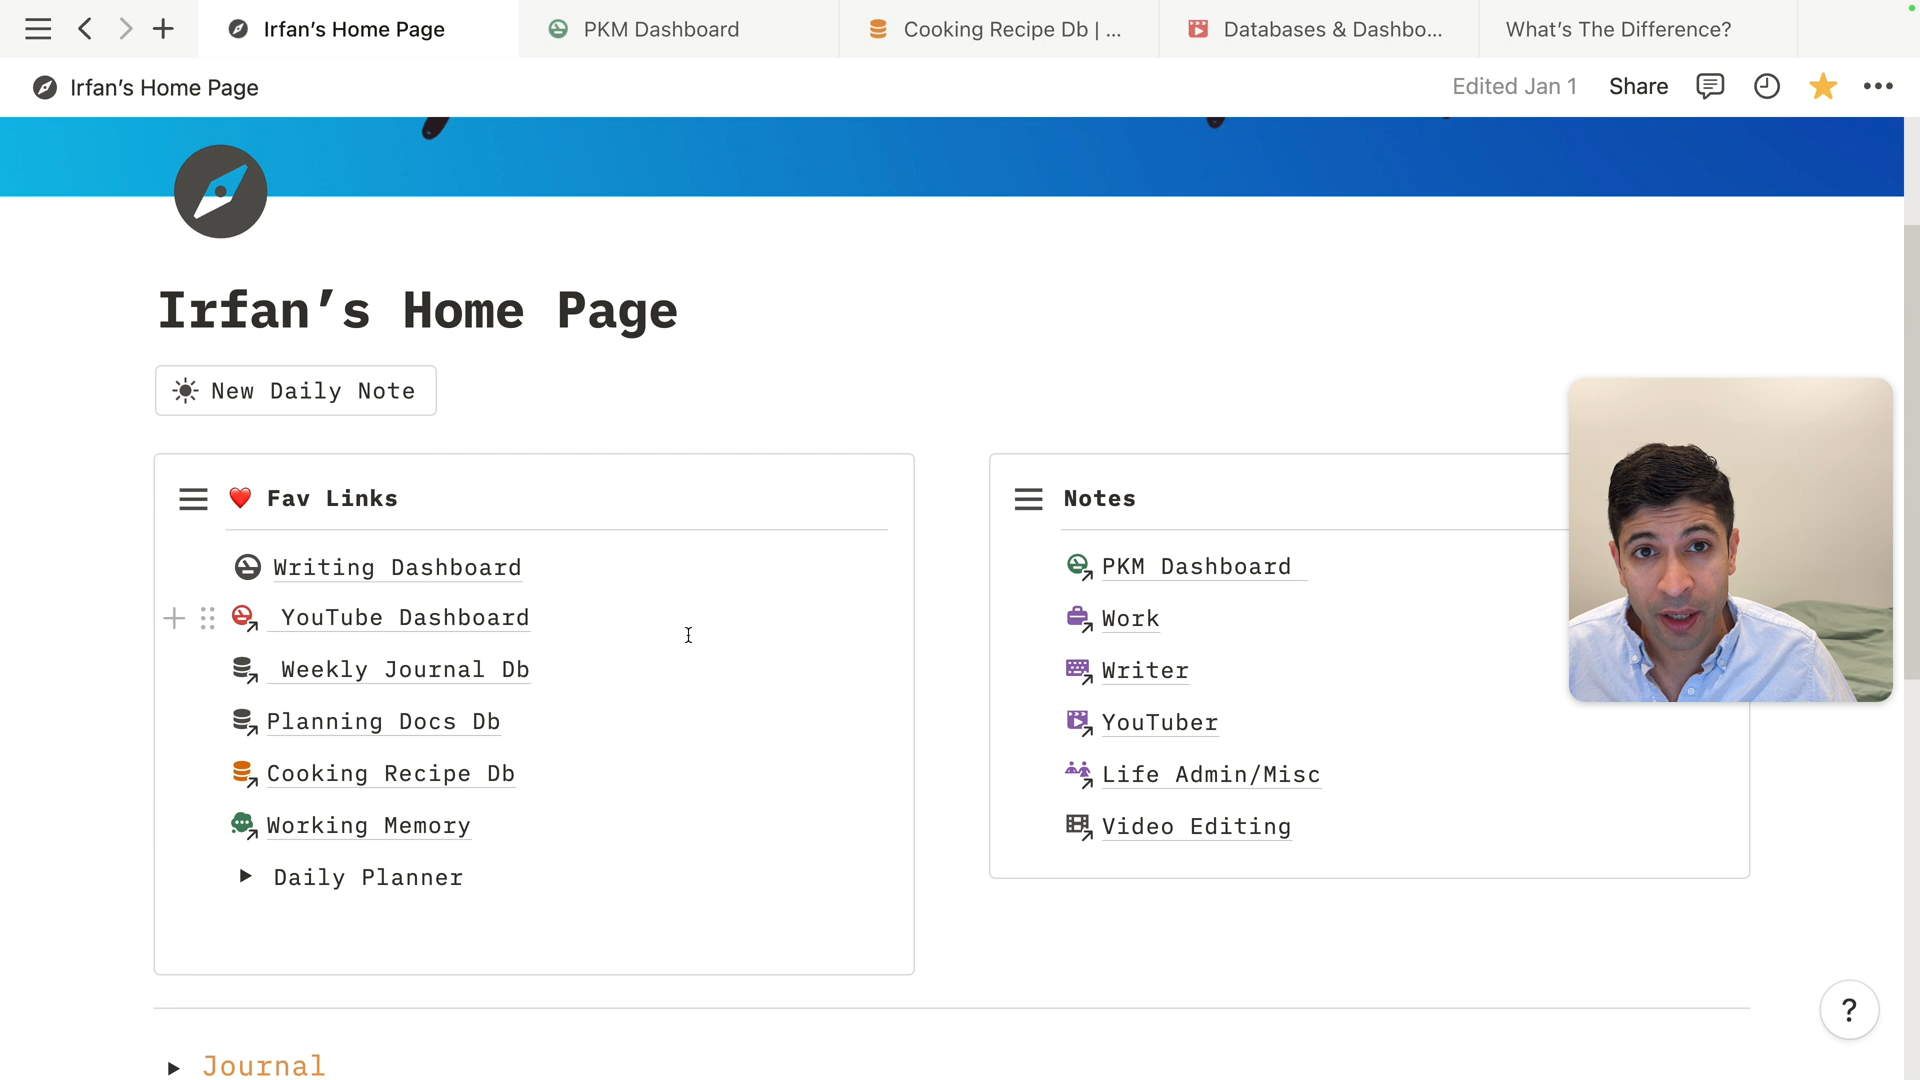 Irfan’s Home Page
PKM Dashboard
Cooking Recipe Db | ...
Databases & Dashbo...
What’s The Difference?
Irfan’s Home Page
Edited Jan 1
Share
Irfan’s Home Page
New Daily Note
Fav Links
Writing Dashboard
YouTube Dashboard
Weekly Journal Db
Planning Docs Db
Cooking Recipe Db
Working Memory
Daily Planner
Notes
PKM Dashboard
Work
Writer
YouTuber
Life Admin/Misc
Video Editing
?
Journal